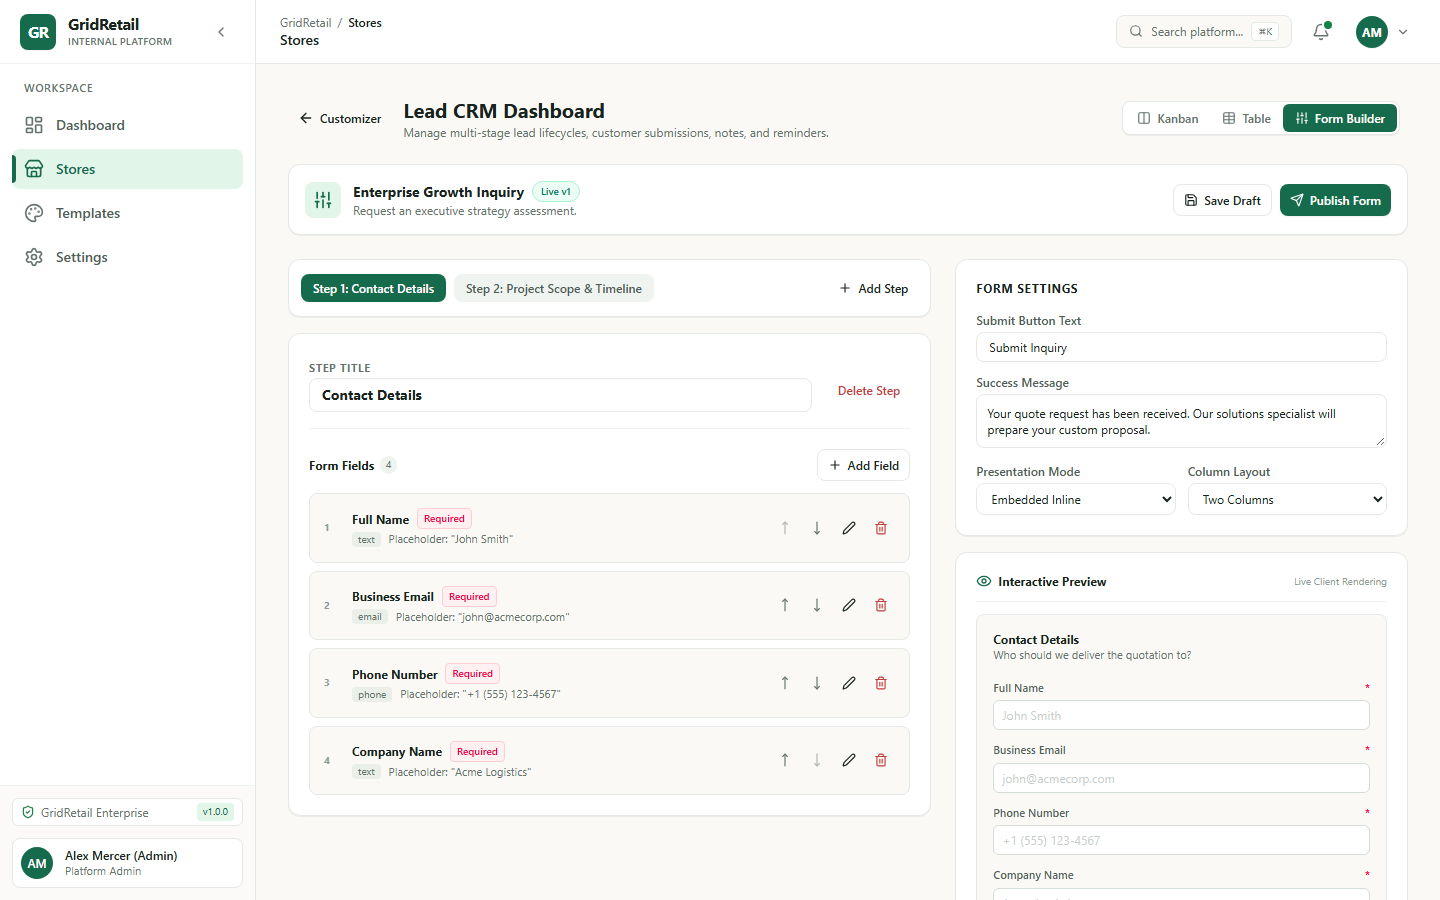 GR
GridRetail
INTERNAL PLATFORM
WORKSPACE
Dashboard
Stores
Templates
Settings
GridRetail Enterprise v1.0.0
AM
Alex Mercer (Admin)
Platform Admin
GridRetail / Stores
Stores
Search platform... ⌘K
AM
Customizer
Lead CRM Dashboard
Manage multi-stage lead lifecycles, customer submissions, notes, and reminders.
Kanban Table Form Builder
Enterprise Growth Inquiry Live v1
Request an executive strategy assessment.
Save Draft Publish Form
Step 1: Contact Details Step 2: Project Scope & Timeline Add Step
STEP TITLE
Contact Details
Delete Step
Form Fields 4
Add Field
1 Full Name Required
text Placeholder: "John Smith"
2 Business Email Required
email Placeholder: "john@acmecorp.com"
3 Phone Number Required
phone Placeholder: "+1 (555) 123-4567"
4 Company Name Required
text Placeholder: "Acme Logistics"
FORM SETTINGS
Submit Button Text
Submit Inquiry
Success Message
Your quote request has been received. Our solutions specialist will
prepare your custom proposal.
Presentation Mode Column Layout
Embedded Inline Two Columns
Interactive Preview Live Client Rendering
Contact Details
Who should we deliver the quotation to?
Full Name *
John Smith
Business Email *
john@acmecorp.com
Phone Number *
+1 (555) 123-4567
Company Name *